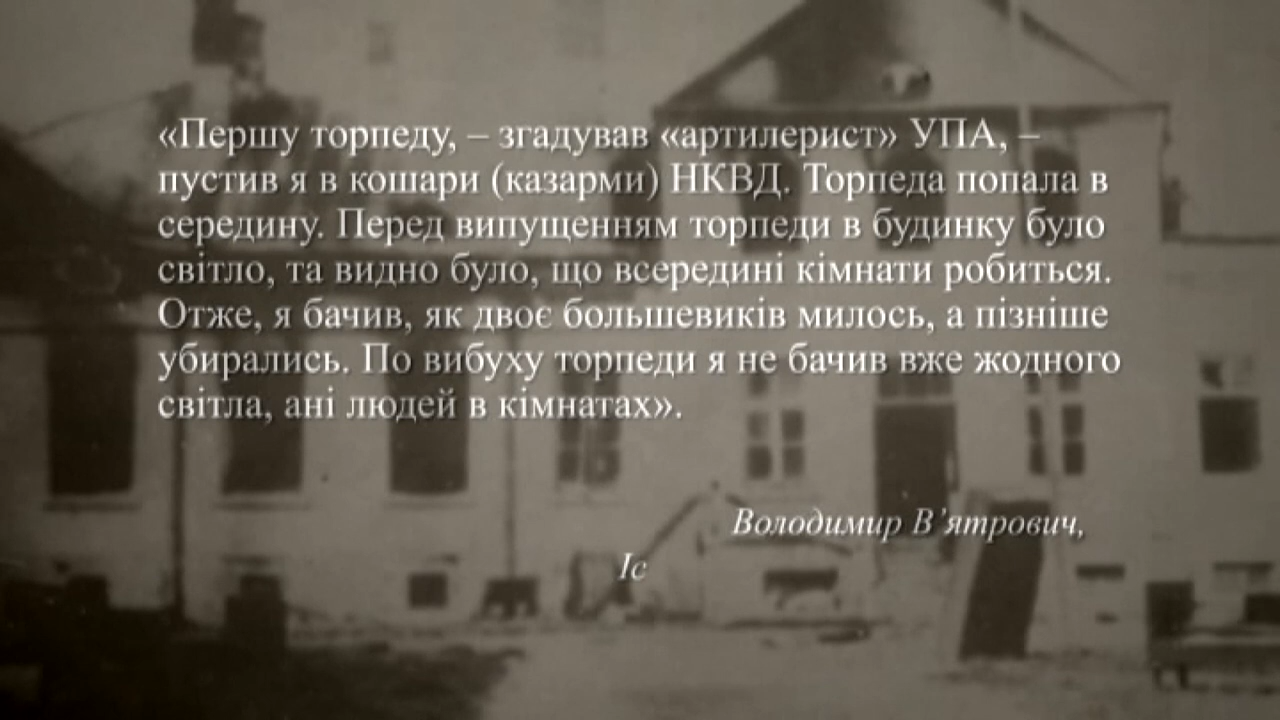 «Першу торпеду, – згадував «артилерист» УПА, –
пустив я в кошари (казарми) НКВД. Торпеда попала в
середину. Перед випущенням торпеди в будинку було
світло, та видно було, що всередині кімнати робиться.
Отже, я бачив, як двоє большевиків милось, а пізніше
убирались. По вибуху торпеди я не бачив вже жодного
світла, ані людей в кімнатах».
Володимир В’ятрович,
Іс